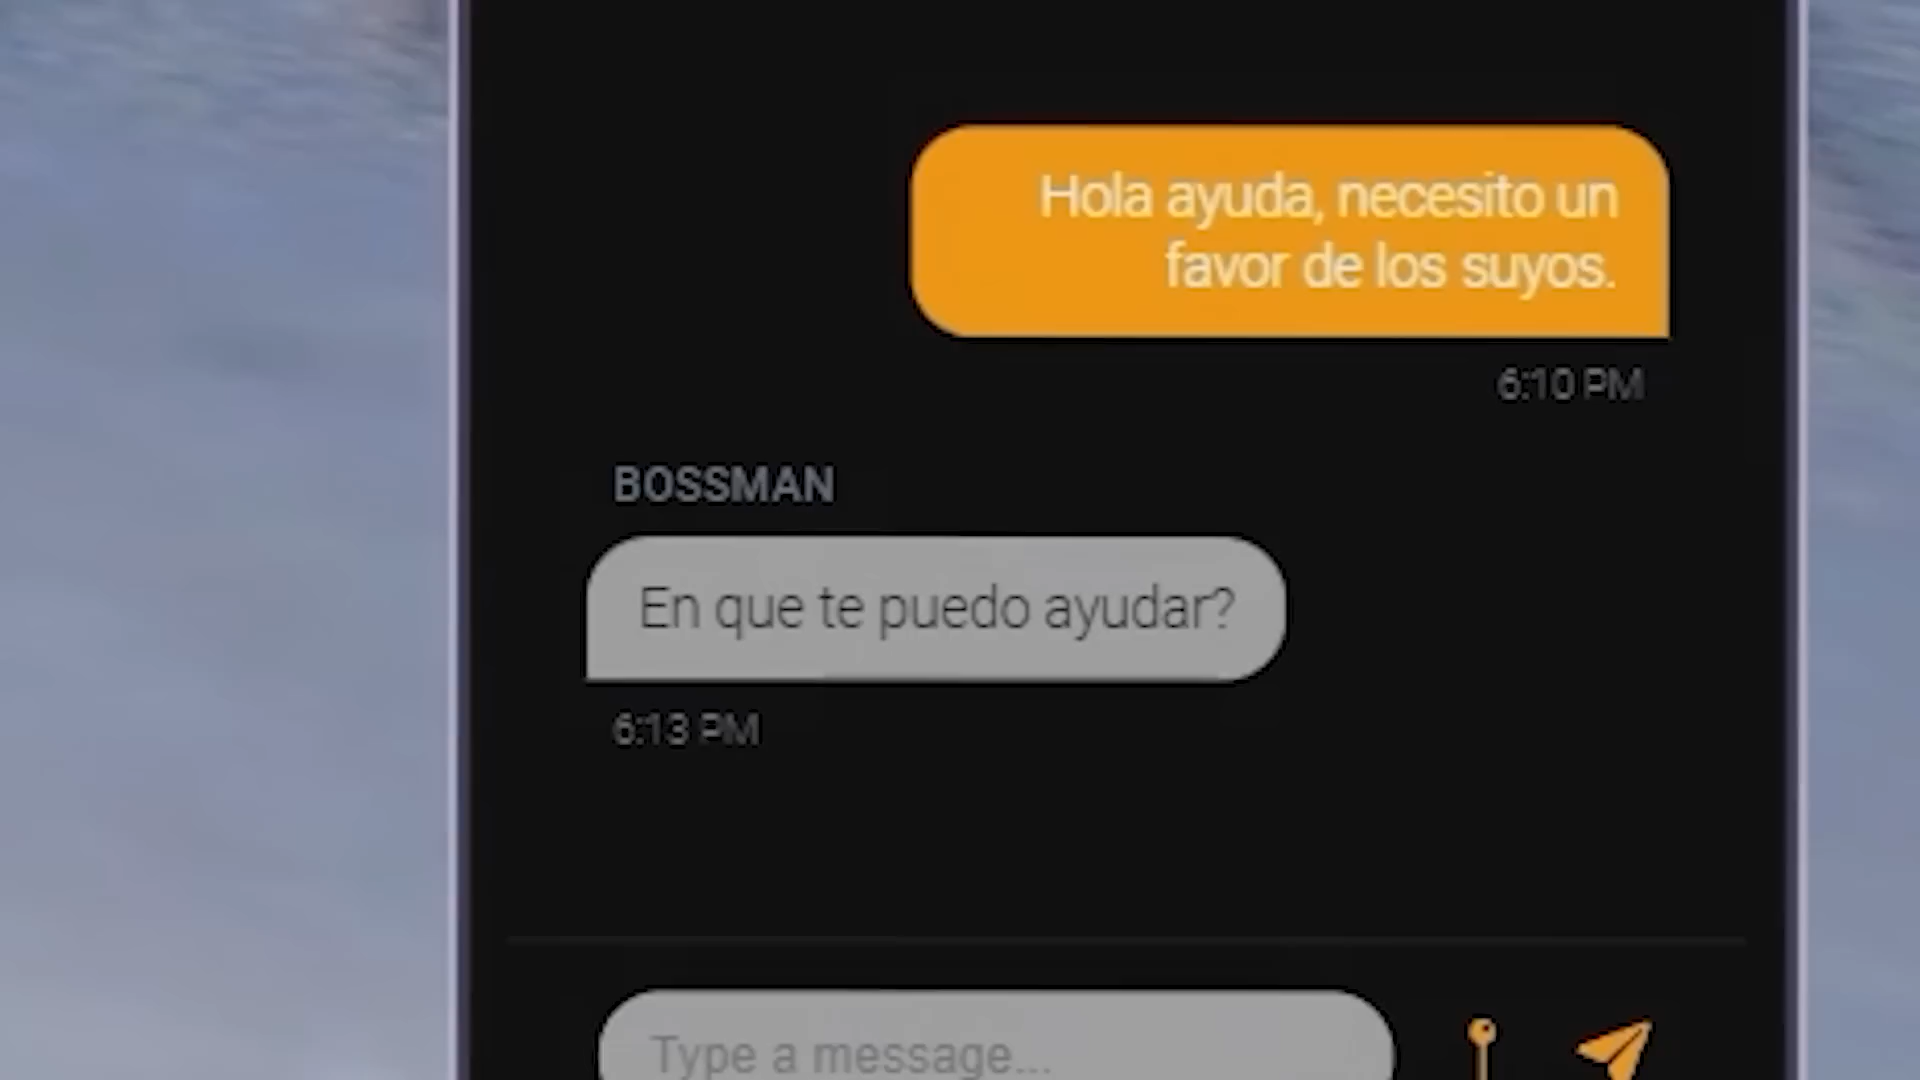 Hola ayuda, necesito un
favor de los suyos.
6:10 PM
BOSSMAN
En que te puedo ayudar?
6:13 PM
Type a message...